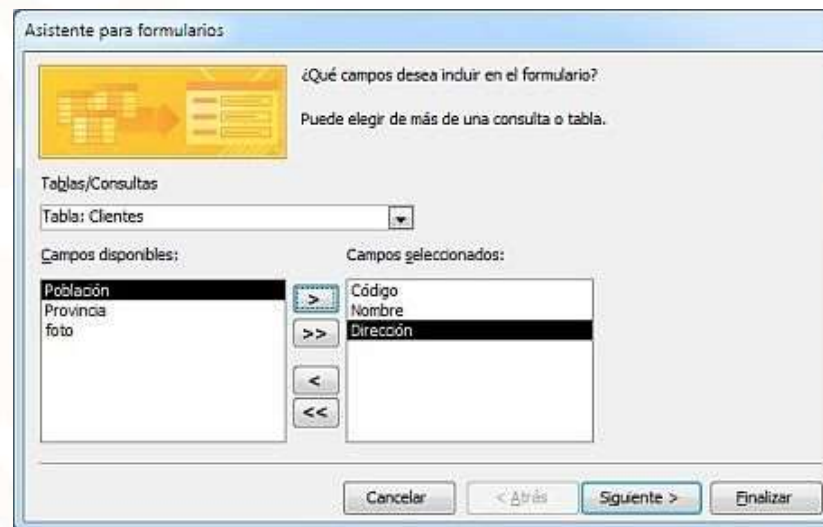 Asistente para formularios
¿Qué campos desea incluir en el formulario?
Puede elegir de más de una consulta o tabla.
Tablas/Consultas
Tabla: Clientes
Campos disponibles:
Campos seleccionados:
Población
Provincia
foto
>
>>
<
<<
Código
Nombre
Dirección
Cancelar
< Atrás
Siguiente >
Finalizar